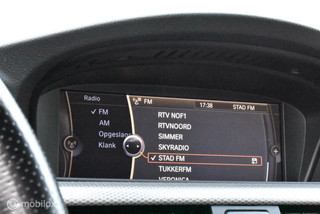 Radio
FM
17:38
STAD FM
✓ FM
AM
Opgeslag
Klank
RTV NOF1
RTVNOORD
SIMMER
SKYRADIO
✓ STAD FM
TUKKERFM
VERONICA
© mobilox